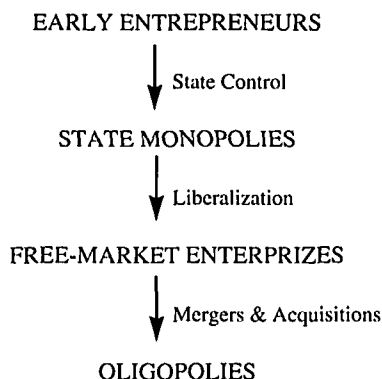 EARLY ENTREPRENEURS
State Control
STATE MONOPOLIES
Liberalization
FREE-MARKET ENTERPRIZES
Mergers & Acquisitions
OLIGOPOLIES